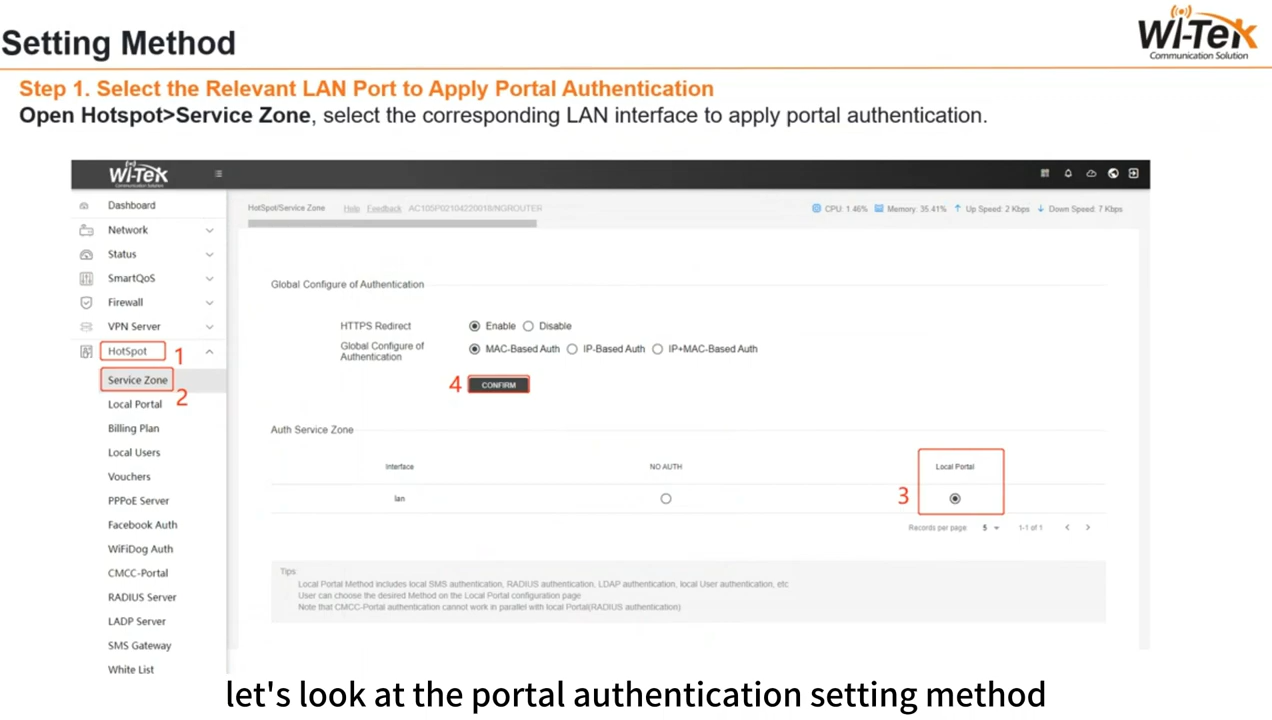 Setting Method
Wi-Tek
Communication Solution
Step 1. Select the Relevant LAN Port to Apply Portal Authentication
Open Hotspot>Service Zone, select the corresponding LAN interface to apply portal authentication.
Wi-Tek
Communication Solution
Dashboard
HotSpot/Service Zone Help Feedback AC105P02104220018/NGROUTER
CPU: 1.46% Memory: 35.41% Up Speed: 2 Kbps Down Speed: 7 Kbps
Network
Status
SmartQoS
Firewall
VPN Server
HotSpot 1
Service Zone 2
Local Portal
Billing Plan
Local Users
Vouchers
PPPoE Server
Facebook Auth
WiFiDog Auth
CMCC-Portal
RADIUS Server
LADP Server
SMS Gateway
White List
Global Configure of Authentication
HTTPS Redirect Enable Disable
Global Configure of
Authentication
MAC-Based Auth IP-Based Auth IP+MAC-Based Auth
4 CONFIRM
Auth Service Zone
Interface NO AUTH Local Portal
lan 3
Records per page: 5 1-1 of 1
Tips:
Local Portal Method includes local SMS authentication, RADIUS authentication, LDAP authentication, local User authentication, etc
User can choose the desired Method on the Local Portal configuration page
Note that CMCC-Portal authentication cannot work in parallel with local Portal(RADIUS authentication)
let's look at the portal authentication setting method